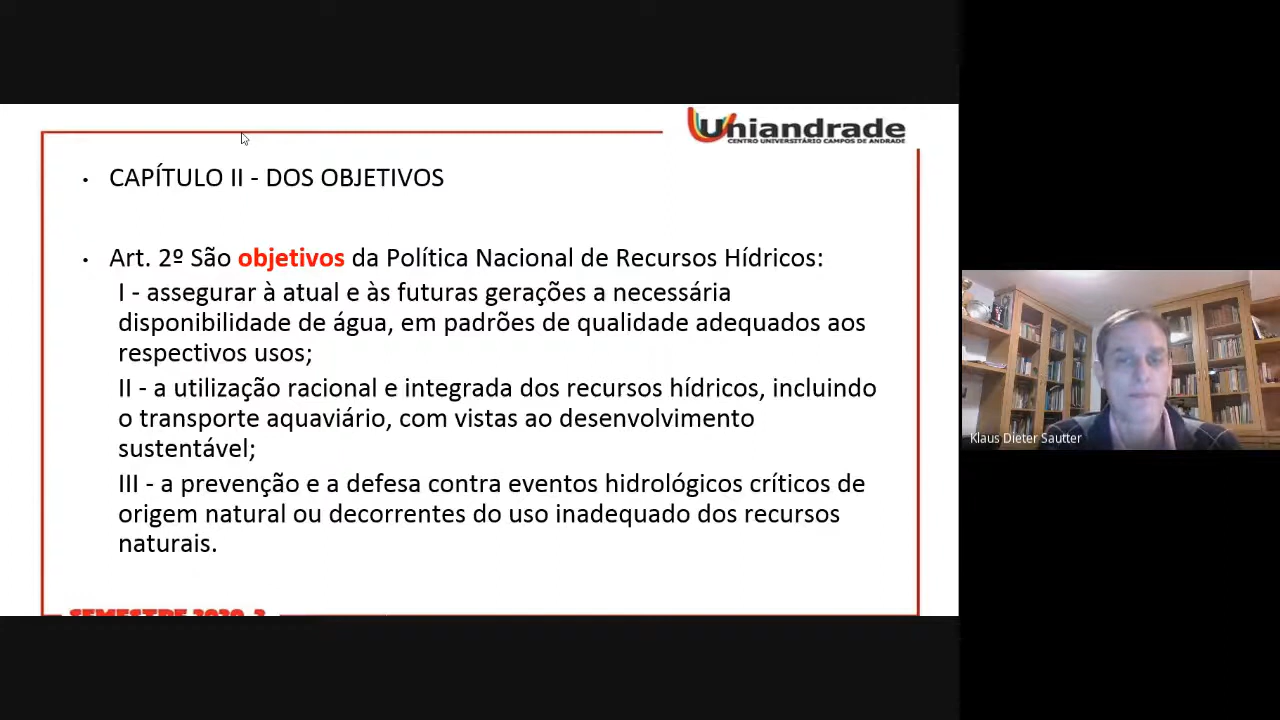 Uniandrade
CENTRO UNIVERSITÁRIO CAMPOS DE ANDRADE
• CAPÍTULO II - DOS OBJETIVOS
• Art. 2º São objetivos da Política Nacional de Recursos Hídricos:
I - assegurar à atual e às futuras gerações a necessária
disponibilidade de água, em padrões de qualidade adequados aos
respectivos usos;
II - a utilização racional e integrada dos recursos hídricos, incluindo
o transporte aquaviário, com vistas ao desenvolvimento
sustentável;
III - a prevenção e a defesa contra eventos hidrológicos críticos de
origem natural ou decorrentes do uso inadequado dos recursos
naturais.
Klaus Dieter Sautter
SEMESTRE 2020-2